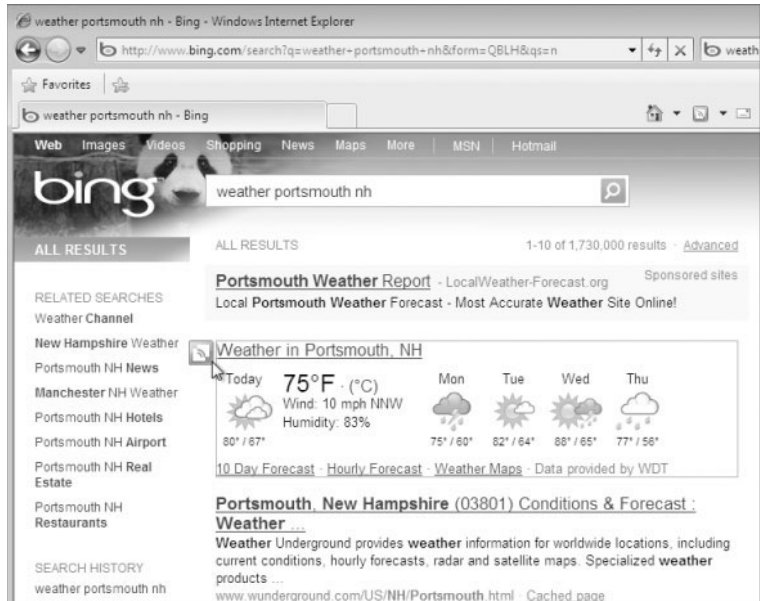 weather portsmouth nh - Bing - Windows Internet Explorer
http://www.bing.com/search?q=weather+portsmouth+nh&form=QBLH&qs=n
weath
Favorites
weather portsmouth nh - Bing
Web Images Videos Shopping News Maps More MSN Hotmail
bing
weather portsmouth nh
ALL RESULTS
RELATED SEARCHES
Weather Channel
New Hampshire Weather
Portsmouth NH News
Manchester NH Weather
Portsmouth NH Hotels
Portsmouth NH Airport
Portsmouth NH Real
Estate
Portsmouth NH
Restaurants
SEARCH HISTORY
weather portsmouth nh
ALL RESULTS 1-10 of 1,730,000 results · Advanced
Portsmouth Weather Report - LocalWeather-Forecast.org Sponsored sites
Local Portsmouth Weather Forecast - Most Accurate Weather Site Online!
Weather in Portsmouth, NH
Today 75°F · (°C) Mon Tue Wed Thu
Wind: 10 mph NNW
Humidity: 83%
80° / 67° 75° / 60° 82° / 64° 88° / 65° 77° / 56°
10 Day Forecast · Hourly Forecast · Weather Maps · Data provided by WDT
Portsmouth, New Hampshire (03801) Conditions & Forecast :
Weather ...
Weather Underground provides weather information for worldwide locations, including
current conditions, hourly forecasts, radar and satellite maps. Specialized weather
products ...
www.wunderground.com/US/NH/Portsmouth.html · Cached page